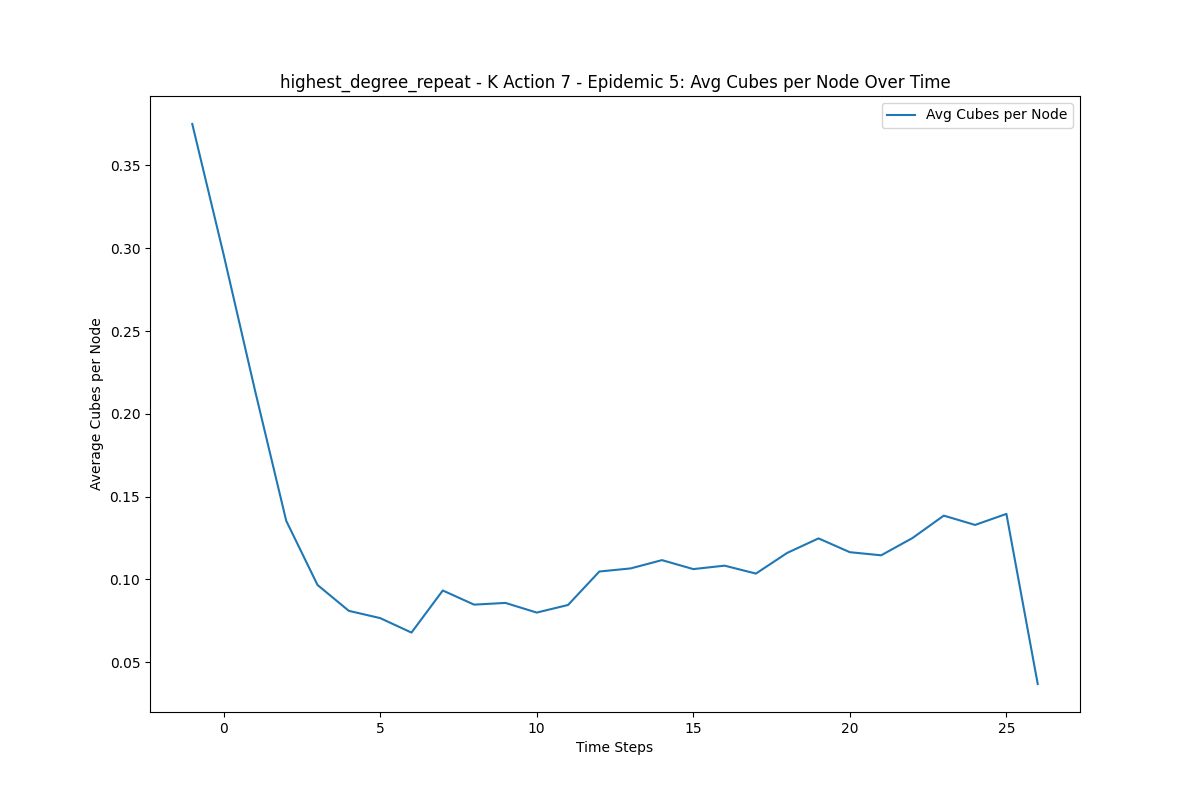 highest_degree_repeat - K Action 7 - Epidemic 5: Avg Cubes per Node Over Time
Avg Cubes per Node
Average Cubes per Node
0.35
0.30
0.25
0.20
0.15
0.10
0.05
0 5 10 15 20 25
Time Steps